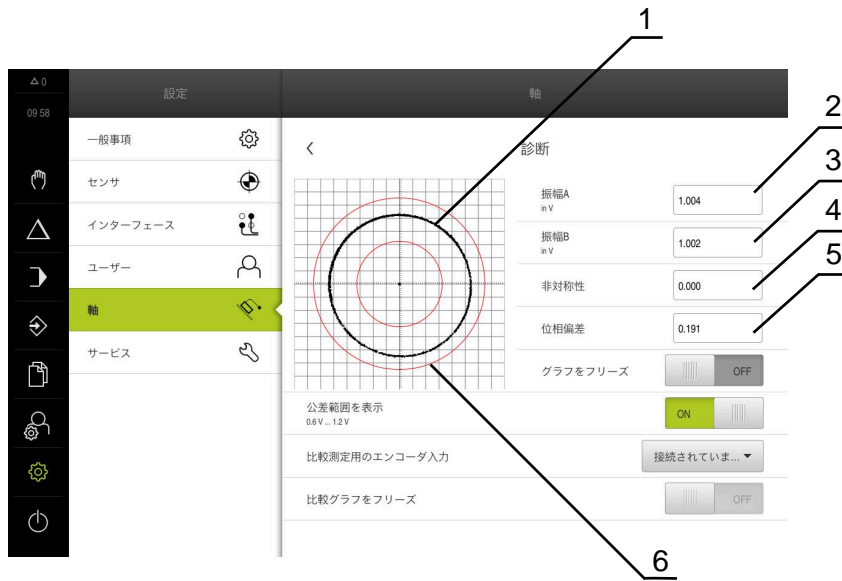 1
△ 0
設定
軸
09 58
2
一般事項
診断
3
センサ
振幅A
in V
1.004
4
インターフェース
振幅B
in V
1.002
5
ユーザー
非対称性
0.000
軸
位相偏差
0.191
サービス
グラフをフリーズ
OFF
公差範囲を表示
0.6 V ... 1.2 V
ON
比較測定用のエンコーダ入力
接続されていま...
比較グラフをフリーズ
OFF
6